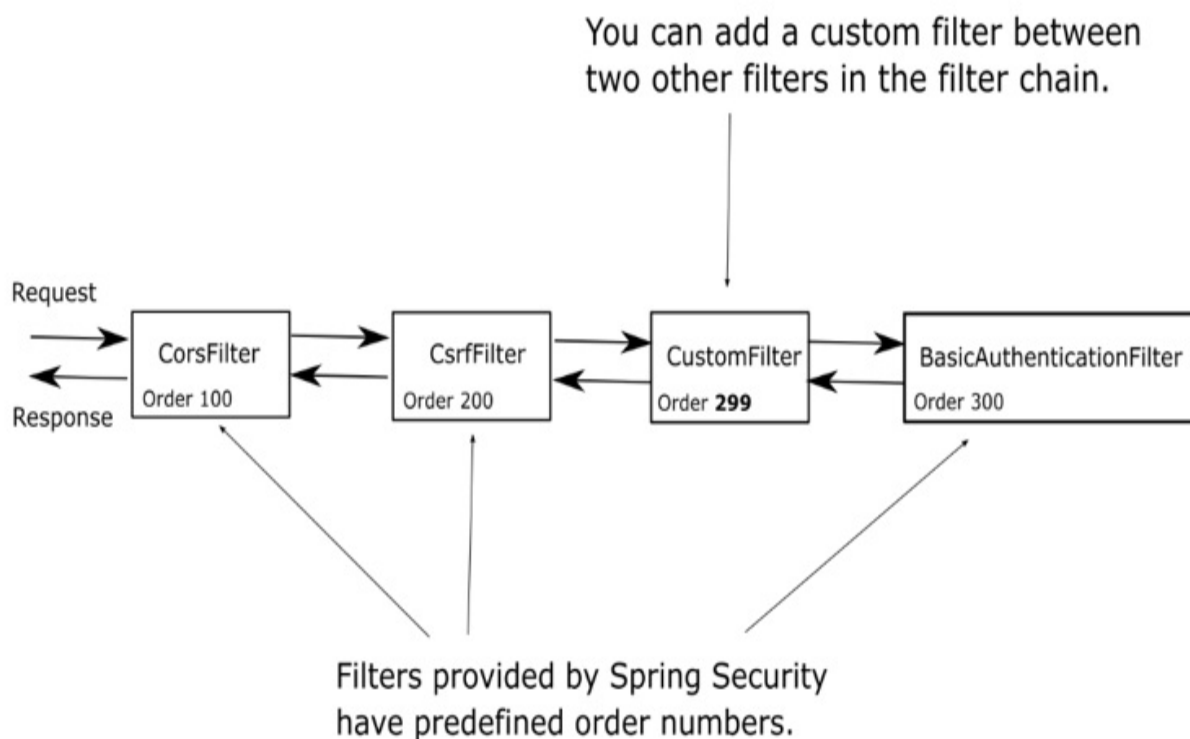 You can add a custom filter between
two other filters in the filter chain.
Request
Response
CorsFilter
Order 100
CsrfFilter
Order 200
CustomFilter
Order 299
BasicAuthenticationFilter
Order 300
Filters provided by Spring Security
have predefined order numbers.